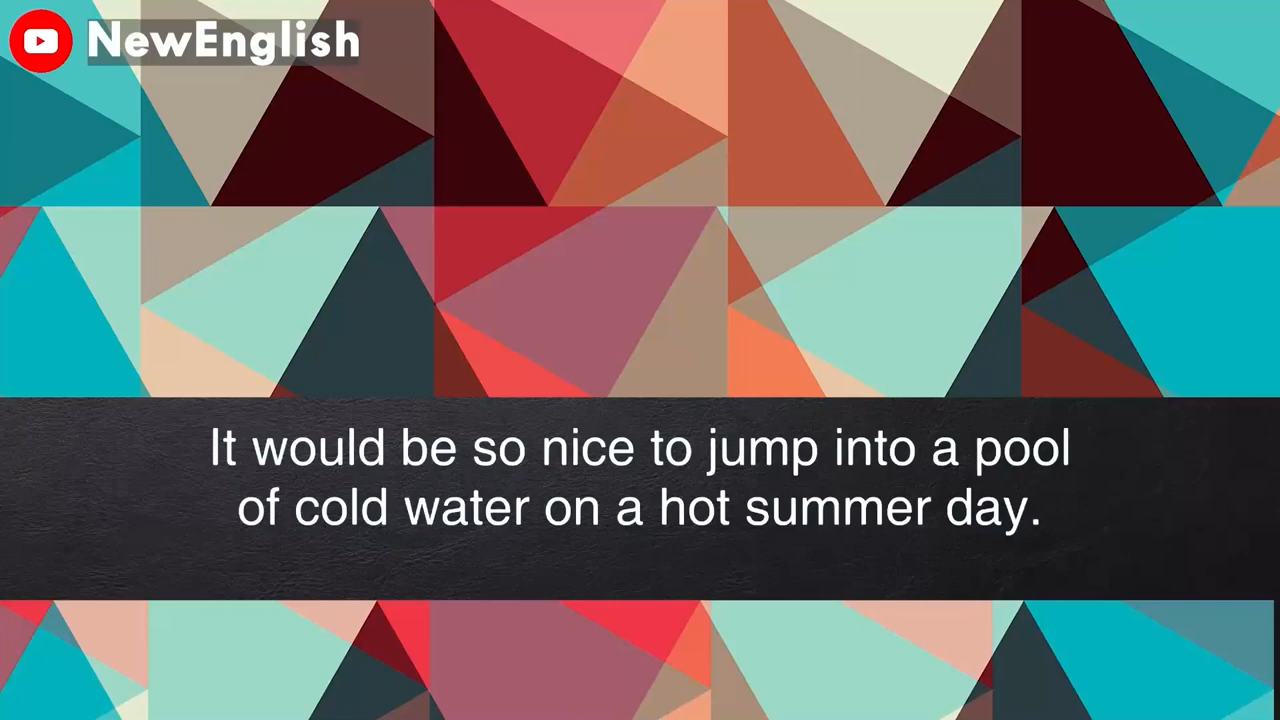 NewEnglish
It would be so nice to jump into a pool
of cold water on a hot summer day.